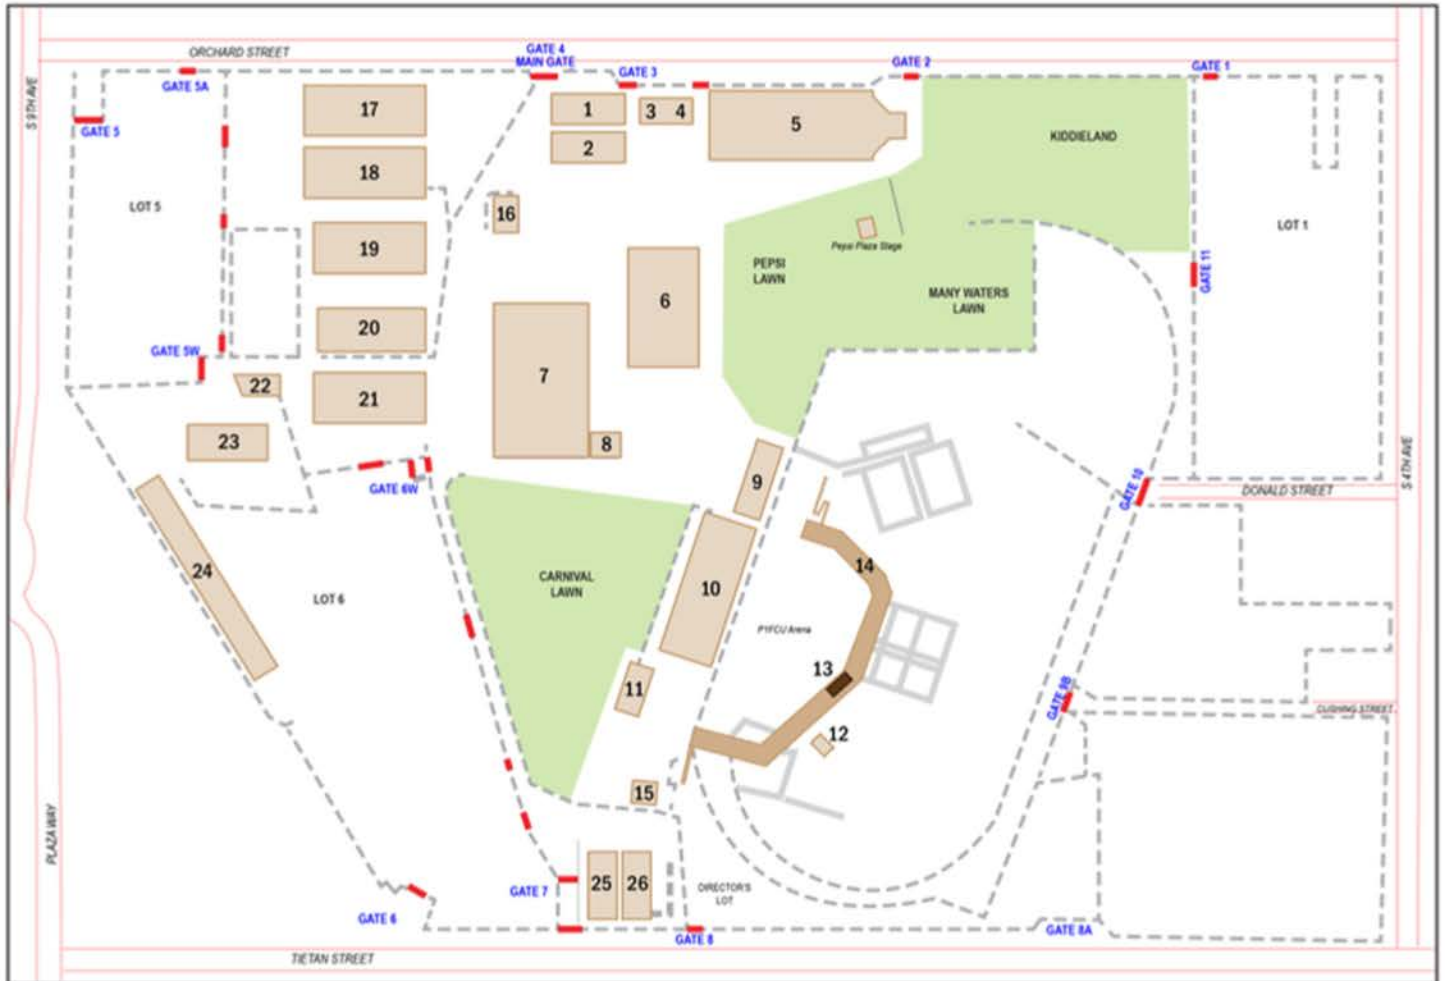 ORCHARD STREET
GATE 4
MAIN GATE
GATE 3
GATE 2
GATE 1
GATE 5A
S 9TH AVE
GATE 5
17
1
3 4
5
KIDDIELAND
2
18
LOT 5
16
LOT 1
19
Pepsi Plaza Stage
PEPSI
LAWN
GATE 11
MANY WATERS
LAWN
6
20
GATE 5W
7
22
21
23
8
S 4TH AVE
9
GATE 6W
GATE 10
DONALD STREET
24
14
CARNIVAL
LAWN
10
LOT 6
PYFCU Arena
13
11
GATE 9B
CUSHING STREET
12
15
PLAZA WAY
25 26
GATE 7
DIRECTOR'S
LOT
GATE 6
GATE 8
GATE 8A
TIETAN STREET